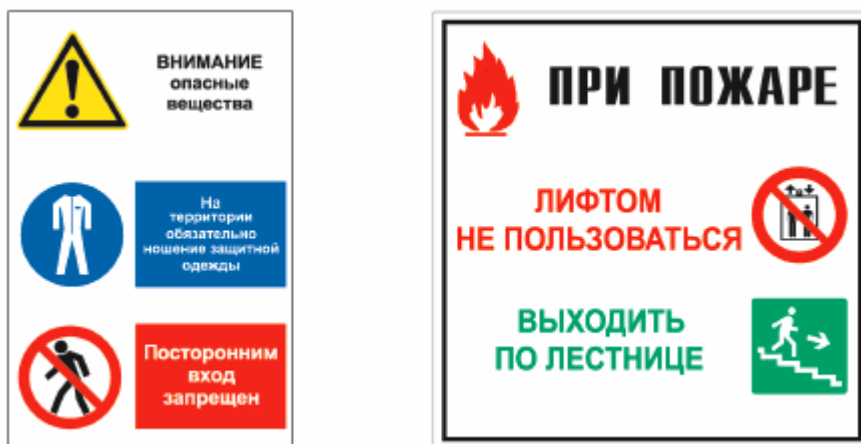 ВНИМАНИЕ
опасные
вещества
На
территории
обязательно
ношение защитной
одежды
Посторонним
вход
запрещен
ПРИ ПОЖАРЕ
ЛИФТОМ
НЕ ПОЛЬЗОВАТЬСЯ
ВЫХОДИТЬ
ПО ЛЕСТНИЦЕ